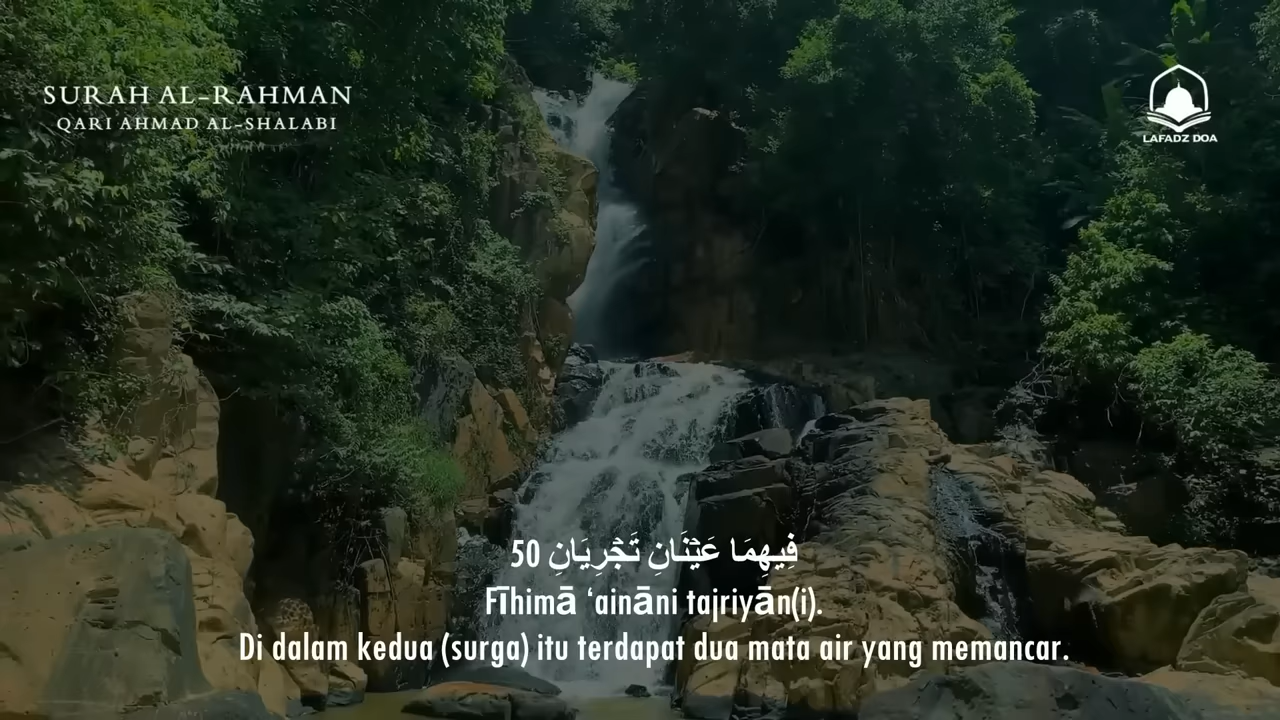 SURAH AL-RAHMAN
QARI AHMAD AL-SHALABI
LAFADZ DOA
فِيهِمَا عَيْنَانِ تَجْرِيَانِ 50
Fīhimā ‘aināni tajriyān(i).
Di dalam kedua (surga) itu terdapat dua mata air yang memancar.